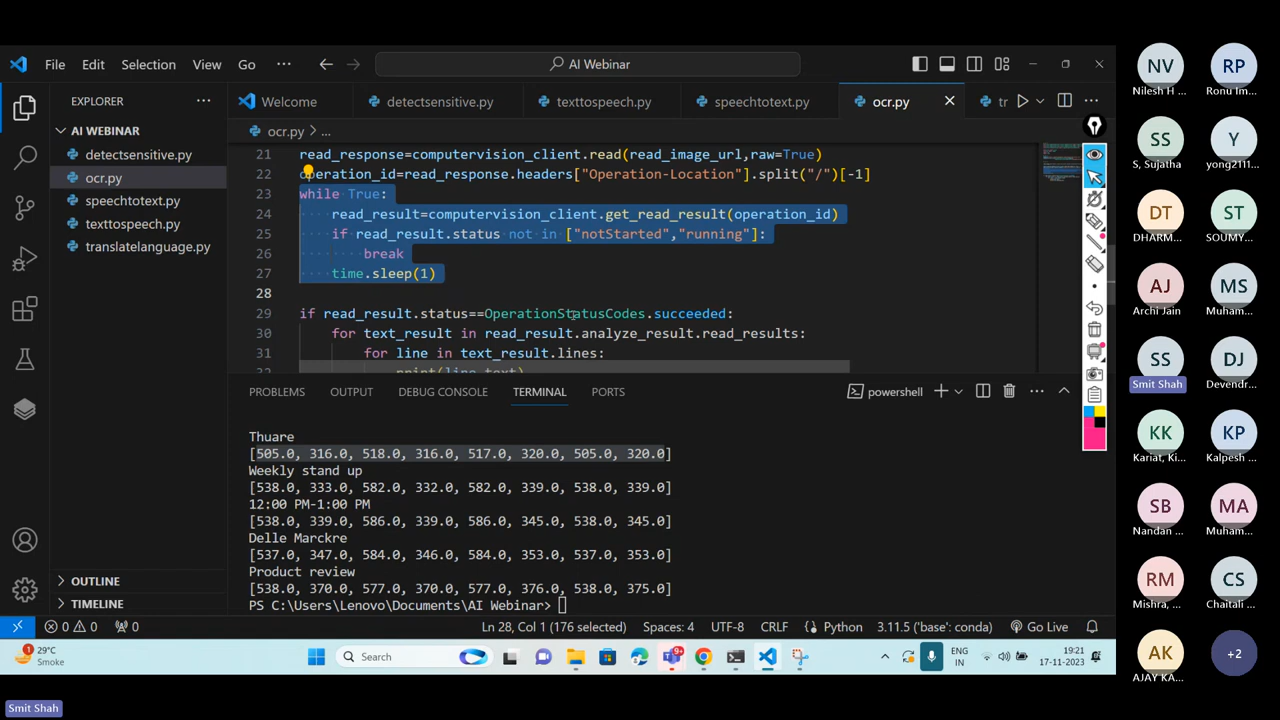 File Edit Selection View Go ··· AI Webinar
EXPLORER
AI WEBINAR
detectsensitive.py
ocr.py
speechtotext.py
texttospeech.py
translatelanguage.py
OUTLINE
TIMELINE
Welcome detectsensitive.py texttospeech.py speechtotext.py ocr.py tr
ocr.py > ...
21 read_response=computervision_client.read(read_image_url,raw=True)
22 operation_id=read_response.headers["Operation-Location"].split("/")[-1]
23 while True:
24 read_result=computervision_client.get_read_result(operation_id)
25 if read_result.status not in ["notStarted","running"]:
26 break
27 time.sleep(1)
28
29 if read_result.status==OperationStatusCodes.succeeded:
30 for text_result in read_result.analyze_result.read_results:
31 for line in text_result.lines:
32 print(line.text)
PROBLEMS OUTPUT DEBUG CONSOLE TERMINAL PORTS powershell
Thuare
[505.0, 316.0, 518.0, 316.0, 517.0, 320.0, 505.0, 320.0]
Weekly stand up
[538.0, 333.0, 582.0, 332.0, 582.0, 339.0, 538.0, 339.0]
12:00 PM-1:00 PM
[538.0, 339.0, 586.0, 339.0, 586.0, 345.0, 538.0, 345.0]
Delle Marckre
[537.0, 347.0, 584.0, 346.0, 584.0, 353.0, 537.0, 353.0]
Product review
[538.0, 370.0, 577.0, 370.0, 577.0, 376.0, 538.0, 375.0]
PS C:\Users\Lenovo\Documents\AI Webinar>
0 0 0 Ln 28, Col 1 (176 selected) Spaces: 4 UTF-8 CRLF Python 3.11.5 ('base': conda) Go Live
29°C
Smoke
1
Search
9+
ENG
IN
19:21
17-11-2023
Smit Shah
NV
Nilesh H ...
RP
Ronu Im...
SS
S, Sujatha
Y
yong2111...
DT
DHARM...
ST
SOUMY...
AJ
Archi Jain
MS
Muham...
SS
Smit Shah
DJ
Devendr...
KK
Kariat, Ki...
KP
Kalpesh ...
SB
Nandan ...
MA
Muham...
RM
Mishra, ...
CS
Chaitali ...
AK
AJAY KA...
+2